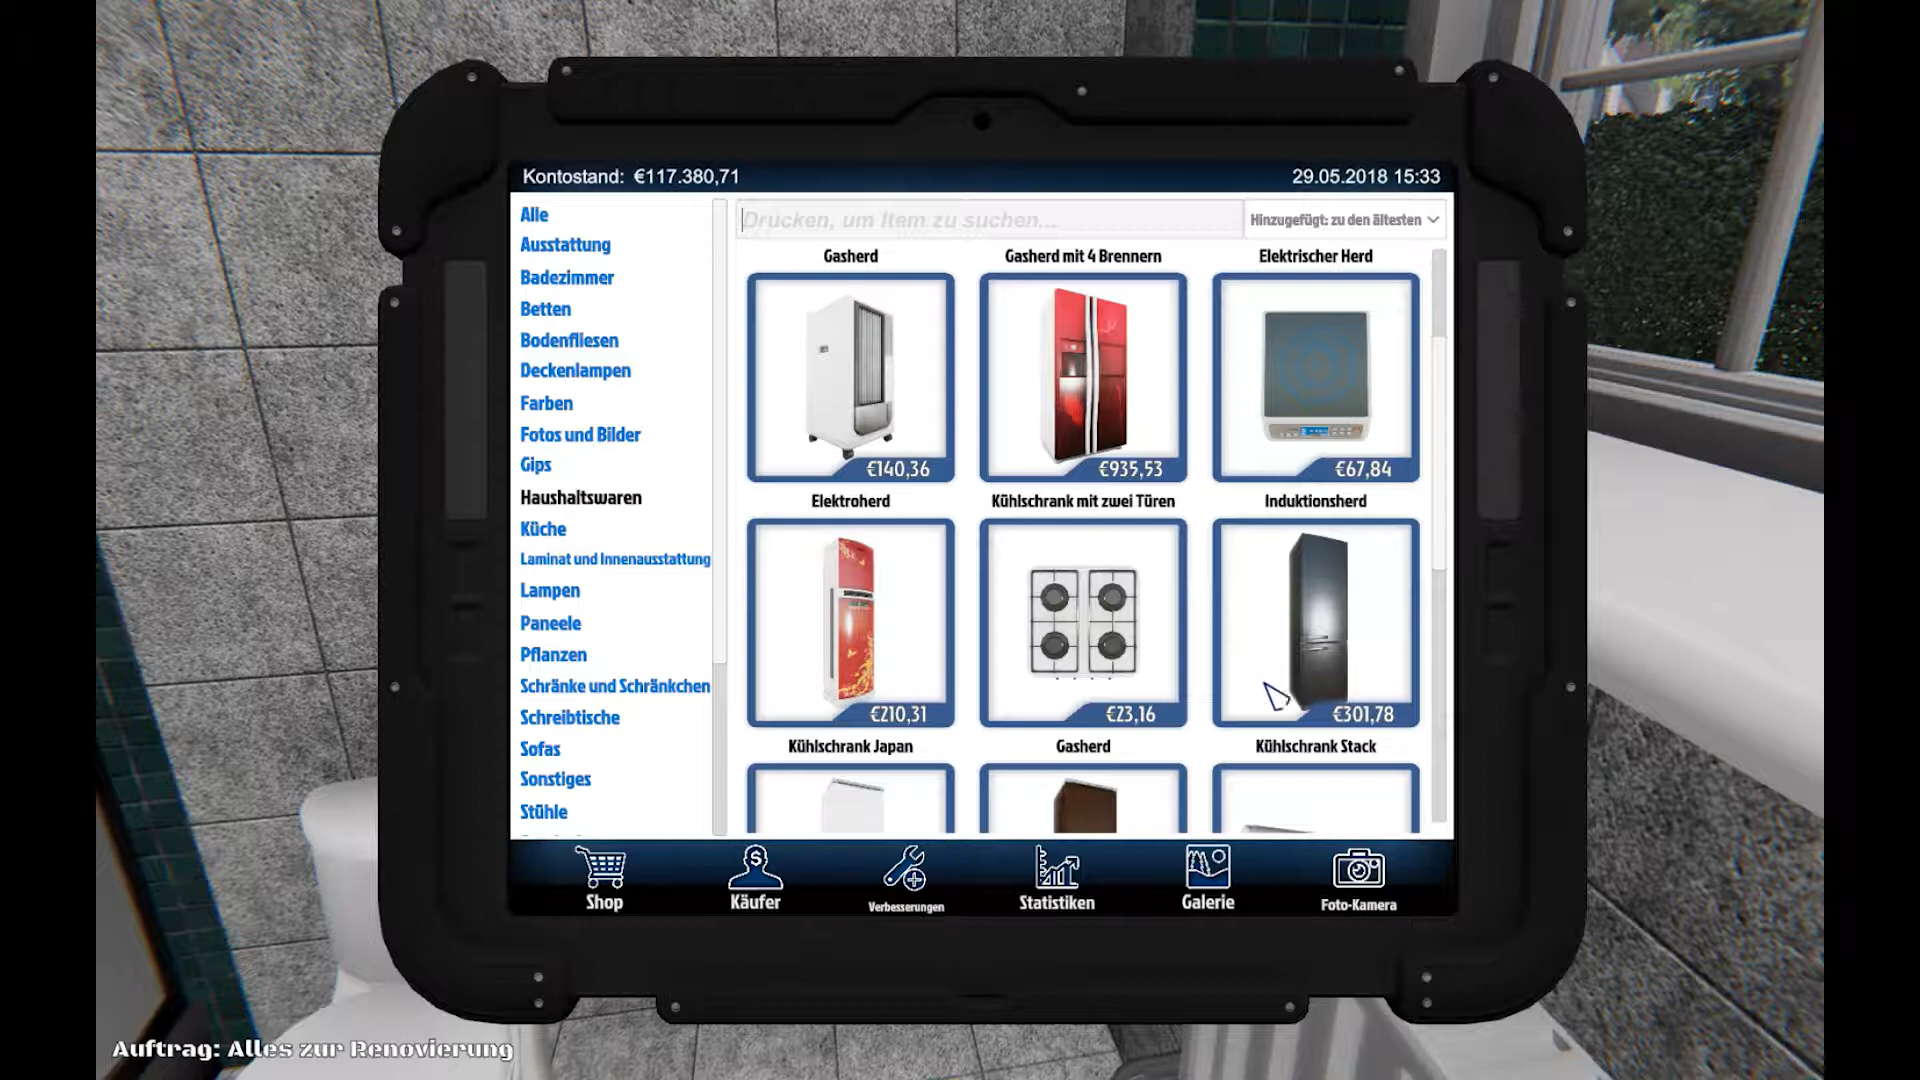 Kontostand: €117.380,71
29.05.2018 15:33
Alle
Ausstattung
Badezimmer
Betten
Bodenfliesen
Deckenlampen
Farben
Fotos und Bilder
Gips
Haushaltswaren
Küche
Laminat und Innenausstattung
Lampen
Paneele
Pflanzen
Schränke und Schränkchen
Schreibtische
Sofas
Sonstiges
Stühle
Drücken, um Item zu suchen...
Hinzugefügt: zu den ältesten
Gasherd
Gasherd mit 4 Brennern
Elektrischer Herd
€140,36
€935,53
€67,84
Elektroherd
Kühlschrank mit zwei Türen
Induktionsherd
€210,31
€23,16
€301,78
Kühlschrank Japan
Gasherd
Kühlschrank Stack
Shop
Käufer
Verbesserungen
Statistiken
Galerie
Foto-Kamera
Auftrag: Alles zur Renovierung